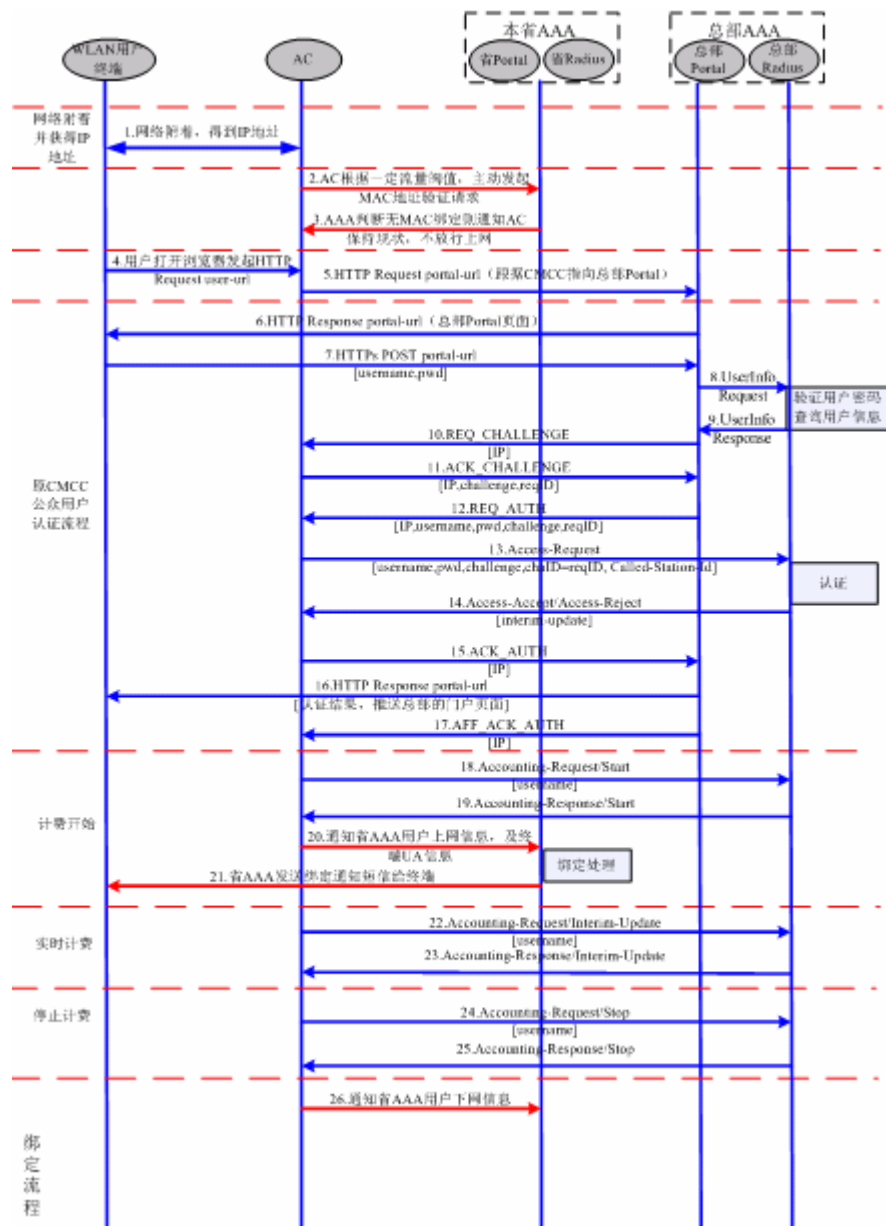 本省AAA
总部AAA
WLAN用户
终端
AC
省Portal
省Radius
总部
Portal
总部
Radius
网络附着
并获得IP
地址
1.网络附着，得到IP地址
2.AC根据一定流量阀值，主动发起
MAC地址验证请求
3.AAA判断无MAC绑定则通知AC
保持现状，不放行上网
4.用户打开浏览器发起HTTP
Request user-url
5.HTTP Request portal-url（跟据CMCC指向总部Portal）
6.HTTP Response portal-url（总部Portal页面）
7.HTTPs POST portal-url
[username,pwd]
8.UserInfo
Request
验证用户密码
查询用户信息
9.UserInfo
Response
10.REQ_CHALLENGE
[IP]
11.ACK_CHALLENGE
[IP,challenge,reqID]
原CMCC
公众用户
认证流程
12.REQ_AUTH
[IP,username,pwd,challenge,reqID]
13.Access-Request
[username,pwd,challenge,chaID=reqID, Called-Station-Id]
认证
14.Access-Accept/Access-Reject
[interim-update]
15.ACK_AUTH
[IP]
16.HTTP Response portal-url
[认证结果，推送总部的门户页面]
17.AFF_ACK_AUTH
[IP]
18.Accounting-Request/Start
[username]
19.Accounting-Response/Start
计费开始
20.通知省AAA用户上网信息，及终
端UA信息
绑定处理
21.省AAA发送绑定通知短信给终端
22.Accounting-Request/Interim-Update
[username]
实时计费
23.Accounting-Response/Interim-Update
停止计费
24.Accounting-Request/Stop
[username]
25.Accounting-Response/Stop
26.通知省AAA用户下网信息
绑
定
流
程